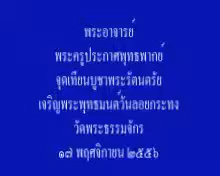 พระอาจารย์
พระครูประกาศพุทธพากย์
จุดเทียนบูชาพระรัตนตรัย
เจริญพระพุทธมนต์วันลอยกระทง
วัดพระธรรมจักร
๑๗ พฤศจิกายน ๒๕๕๖